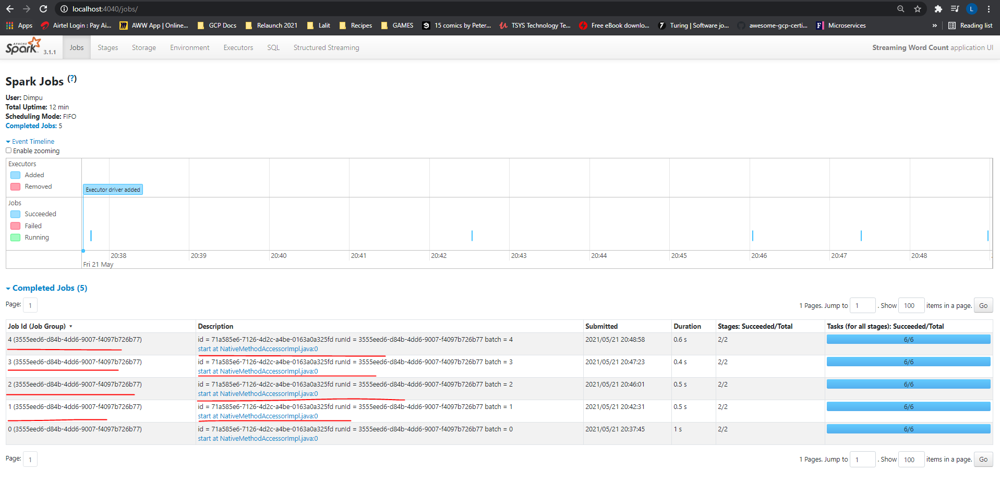 localhost:4040/jobs/
L
Apps Airtel Login : Pay Ai... AWW App | Online... GCP Docs Relaunch 2021 Lalit Recipes GAMES 15 comics by Peter... TSYS Technology Te... Free eBook downlo... Turing | Software jo... awesome-gcp-certi... Microservices » Reading list
APACHE Spark 3.1.1 Jobs Stages Storage Environment Executors SQL Structured Streaming Streaming Word Count application UI
Spark Jobs (?)
User: Dimpu
Total Uptime: 12 min
Scheduling Mode: FIFO
Completed Jobs: 5
Event Timeline
Enable zooming
Executors
Added
Removed
Executor driver added
Jobs
Succeeded
Failed
Running
20:38 20:39 20:40 20:41 20:42 20:43 20:44 20:45 20:46 20:47 20:48
Fri 21 May
Completed Jobs (5)
Page: 1 1 Pages. Jump to 1 . Show 100 items in a page. Go
Job Id (Job Group) Description Submitted Duration Stages: Succeeded/Total Tasks (for all stages): Succeeded/Total
4 (3555eed6-d84b-4dd6-9007-f4097b726b77) id = 71a585e6-7126-4d2c-a4be-0163a0a325fd runId = 3555eed6-d84b-4dd6-9007-f4097b726b77 batch = 4 2021/05/21 20:48:58 0.6 s 2/2 6/6
start at NativeMethodAccessorImpl.java:0
3 (3555eed6-d84b-4dd6-9007-f4097b726b77) id = 71a585e6-7126-4d2c-a4be-0163a0a325fd runId = 3555eed6-d84b-4dd6-9007-f4097b726b77 batch = 3 2021/05/21 20:47:23 0.4 s 2/2 6/6
start at NativeMethodAccessorImpl.java:0
2 (3555eed6-d84b-4dd6-9007-f4097b726b77) id = 71a585e6-7126-4d2c-a4be-0163a0a325fd runId = 3555eed6-d84b-4dd6-9007-f4097b726b77 batch = 2 2021/05/21 20:46:01 0.5 s 2/2 6/6
start at NativeMethodAccessorImpl.java:0
1 (3555eed6-d84b-4dd6-9007-f4097b726b77) id = 71a585e6-7126-4d2c-a4be-0163a0a325fd runId = 3555eed6-d84b-4dd6-9007-f4097b726b77 batch = 1 2021/05/21 20:42:31 0.5 s 2/2 6/6
start at NativeMethodAccessorImpl.java:0
0 (3555eed6-d84b-4dd6-9007-f4097b726b77) id = 71a585e6-7126-4d2c-a4be-0163a0a325fd runId = 3555eed6-d84b-4dd6-9007-f4097b726b77 batch = 0 2021/05/21 20:37:45 1 s 2/2 6/6
start at NativeMethodAccessorImpl.java:0
Page: 1 1 Pages. Jump to 1 . Show 100 items in a page. Go